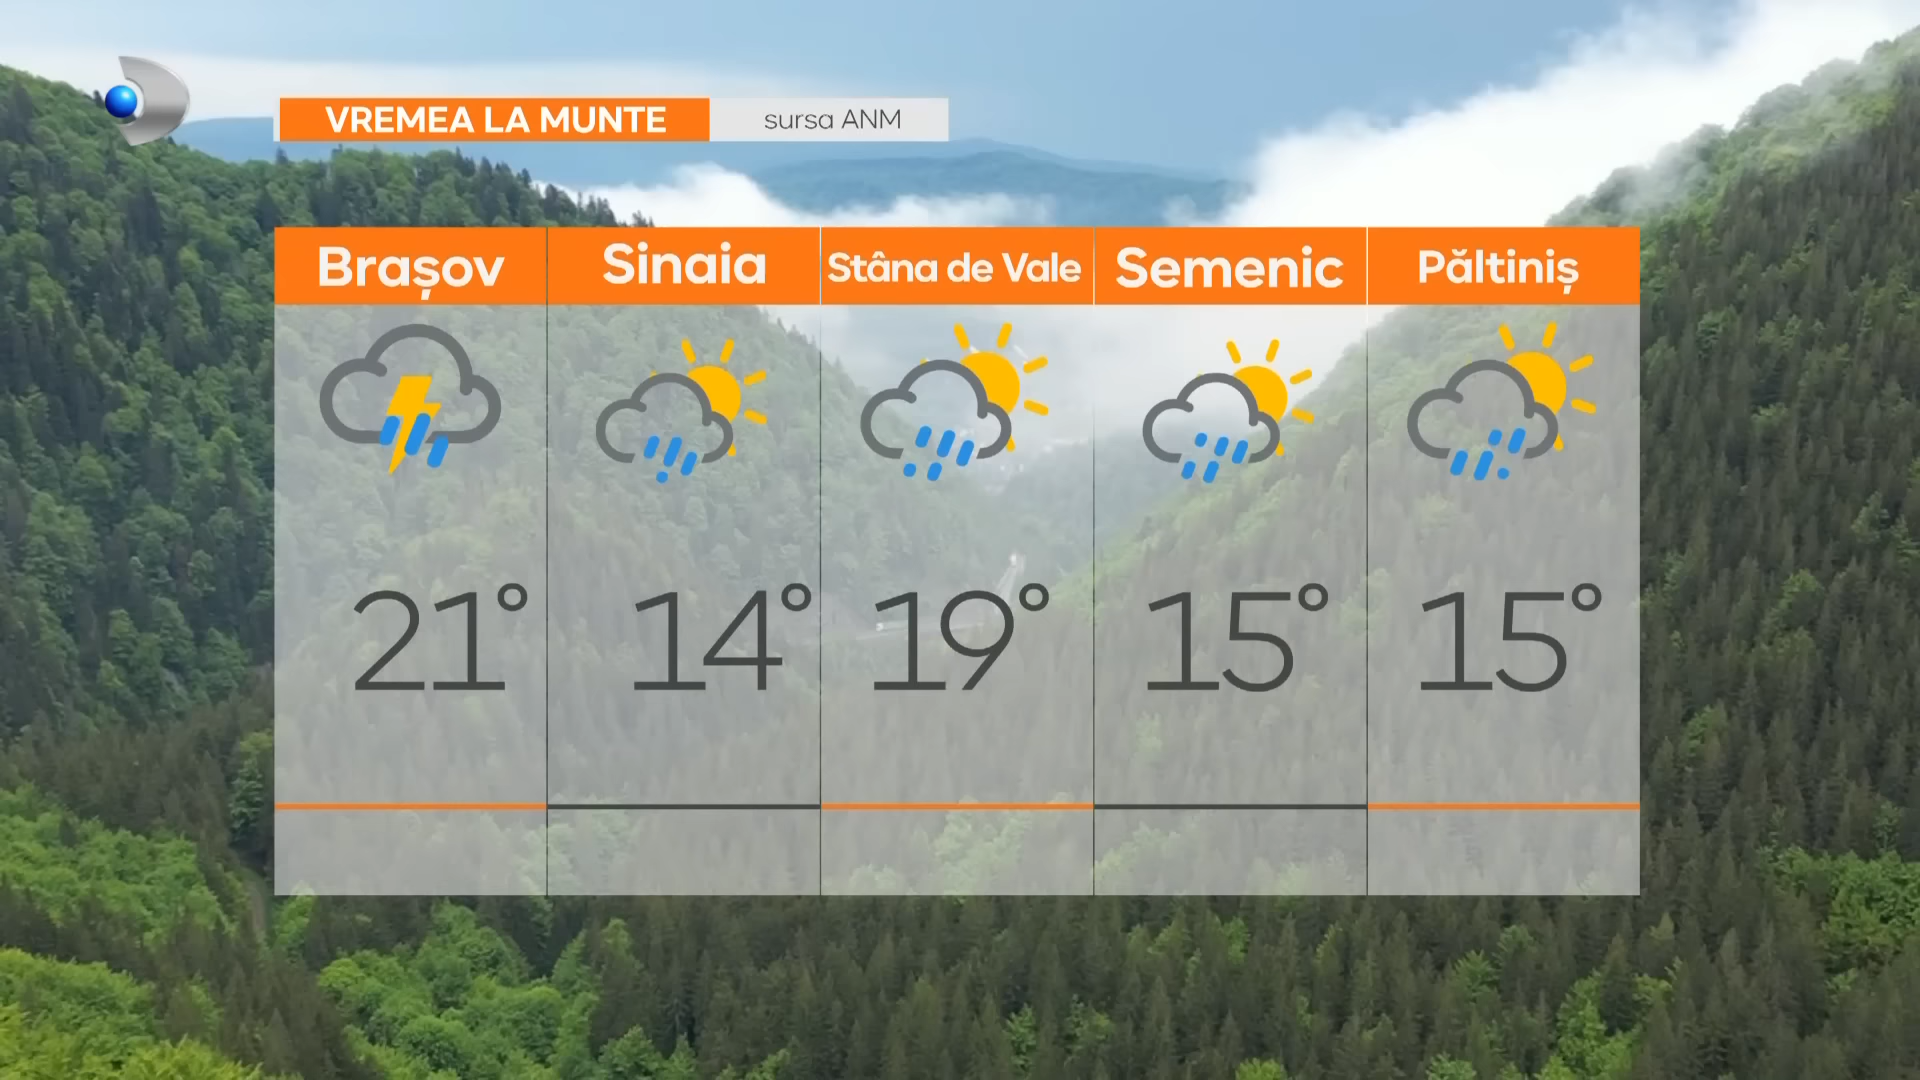 VREMEA LA MUNTE sursa ANM
Brașov Sinaia Stâna de Vale Semenic Păltiniș
21° 14° 19° 15° 15°